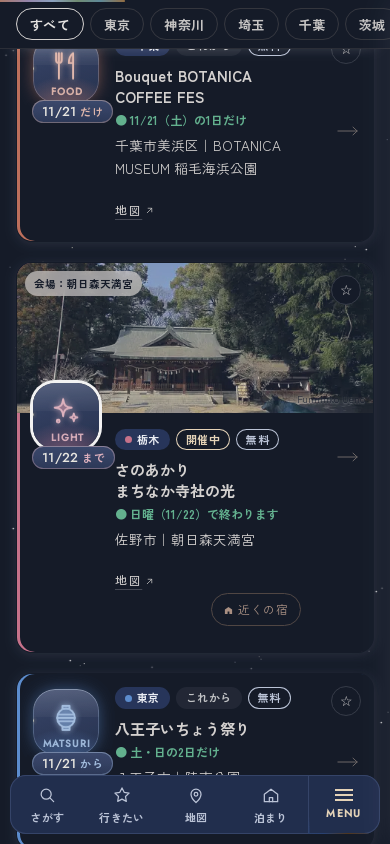 すべて
東京
神奈川
埼玉
千葉
茨城
これから
無料
FOOD
11/21 だけ
Bouquet BOTANICA
COFFEE FES
11/21（土）の1日だけ
千葉市美浜区｜BOTANICA
MUSEUM 稲毛海浜公園
地図 ↗
会場：朝日森天満宮
LIGHT
11/22 まで
栃木
開催中
無料
さのあかり
まちなか寺社の光
日曜（11/22）で終わります
佐野市｜朝日森天満宮
地図 ↗
近くの宿
MATSURI
11/21 から
東京
これから
無料
八王子いちょう祭り
土・日の2日だけ
さがす
行きたい
地図
泊まり
MENU